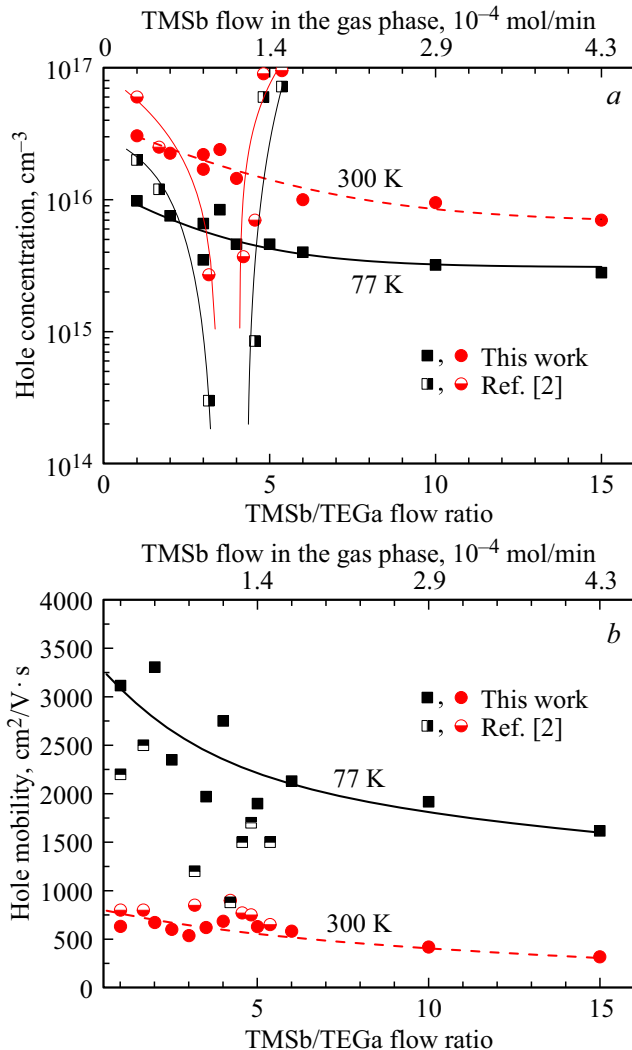 TMSb flow in the gas phase, 10⁻⁴ mol/min
0 1.4 2.9 4.3
a
Hole concentration, cm⁻³
10¹⁷
10¹⁶
10¹⁵
10¹⁴
300 K
77 K
, This work
, Ref. [2]
0 5 10 15
TMSb/TEGa flow ratio
TMSb flow in the gas phase, 10⁻⁴ mol/min
1.4 2.9 4.3
b
Hole mobility, cm²/V · s
4000
3500
3000
2500
2000
1500
1000
500
0
, This work
, Ref. [2]
77 K
300 K
5 10 15
TMSb/TEGa flow ratio